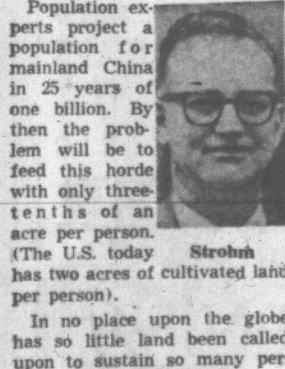 Population ex-
perts project a
population for
mainland China
in 25 years of
one billion. By
then the prob-
lem will be to
feed this horde
with only three-
tenths of an
acre per person.
(The U.S. today
Strohm
has two acres of cultivated land
per person).
In no place upon the globe
has so little land been called
upon to sustain so many per